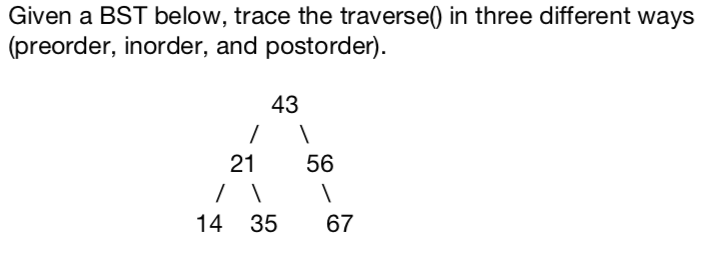 Given a BST below, trace the traverse() in three different ways
(preorder, inorder, and postorder).
43
/ \
21 56
/ \ \
14 35 67